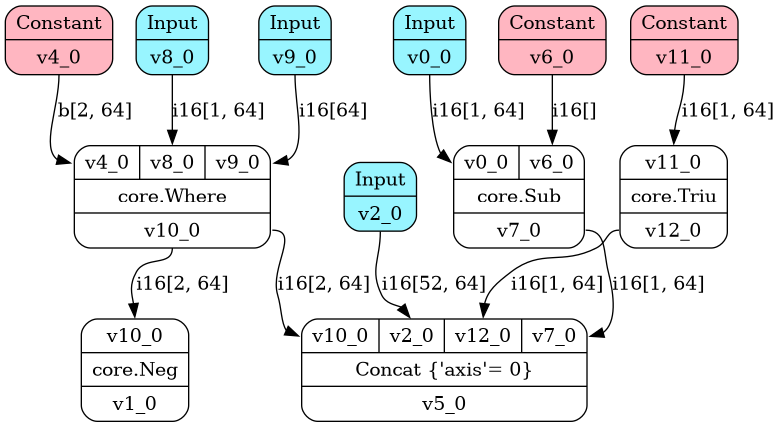 Constant
v4_0
Input
v8_0
Input
v9_0
Input
v0_0
Constant
v6_0
Constant
v11_0
b[2, 64]
i16[1, 64]
i16[64]
i16[1, 64]
i16[]
i16[1, 64]
v4_0 v8_0 v9_0
core.Where
v10_0
Input
v2_0
v0_0 v6_0
core.Sub
v7_0
v11_0
core.Triu
v12_0
i16[2, 64]
i16[2, 64]
i16[52, 64]
i16[1, 64]
i16[1, 64]
v10_0
core.Neg
v1_0
v10_0 v2_0 v12_0 v7_0
Concat {'axis'= 0}
v5_0